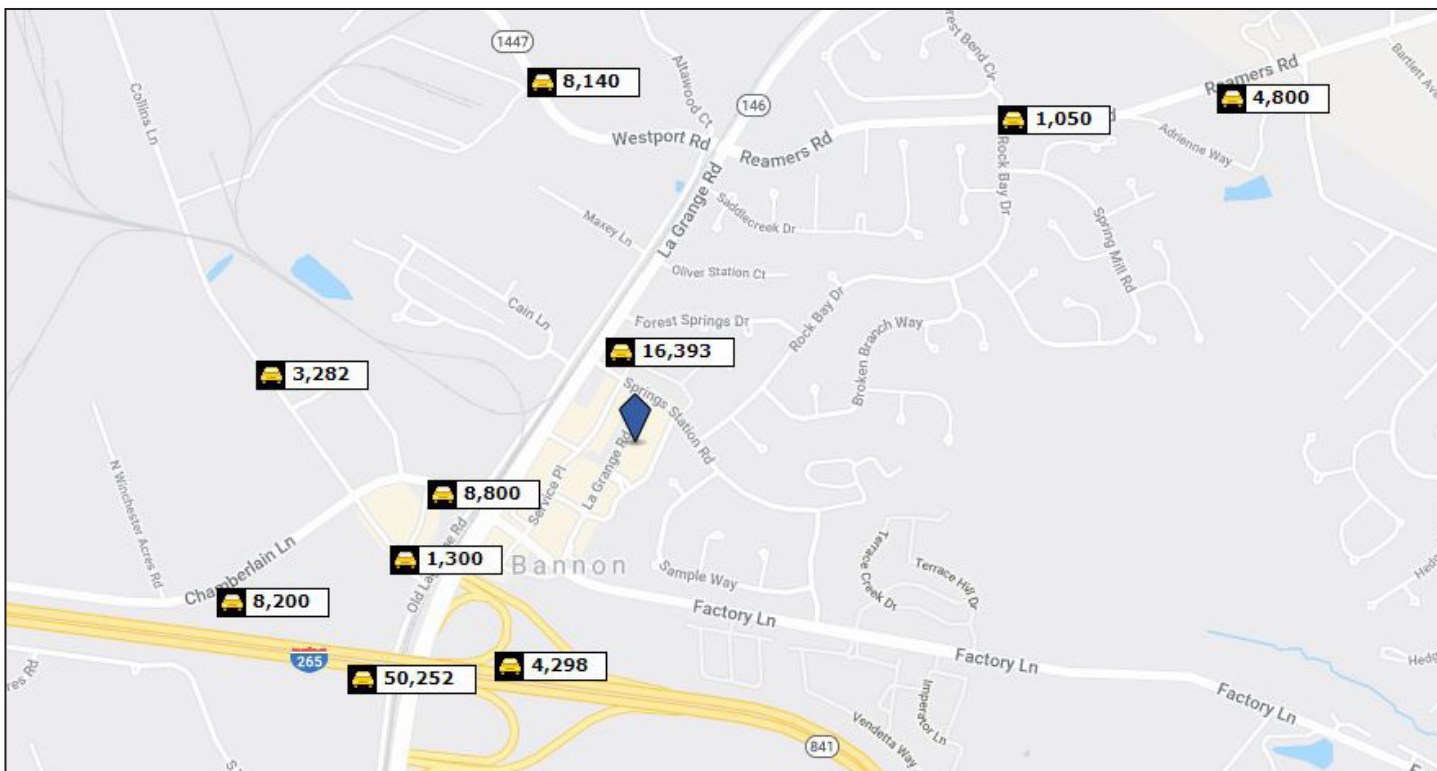 1447
8,140
Altawood Ct
146
Forest Bend Cir
Reamers Rd
4,800
Bartlett Ave
1,050
Adrienne Way
Collins Ln
Westport Rd
Reamers Rd
La Grange Rd
Saddlecreek Dr
Rock Bay Dr
Spring Mill Rd
Maxey Ln
Oliver Station Ct
Cain Ln
Forest Springs Dr
Rock Bay Dr
Broken Branch Way
16,393
3,282
Springs Station Rd
La Grange Rd
Service Pl
N Winchester Acres Rd
8,800
1,300
Old Lagrange Rd
Bannon
Chamberlain Ln
8,200
Sample Way
Terrace Creek Dr
Terrace Hill Dr
Factory Ln
265
50,252
4,298
Factory Ln
Factory Ln
Imperator Ln
Vendetta Way
841